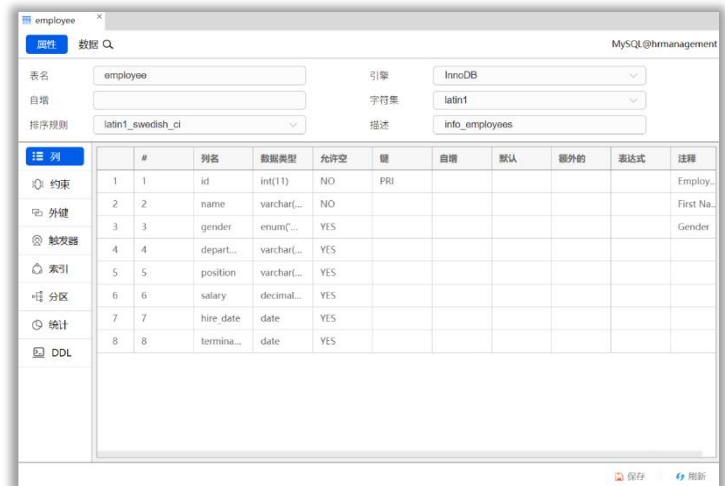 employee ×
属性 数据 MySQL@hrmanagement
表名 employee 引擎 InnoDB
自增 字符集 latin1
排序规则 latin1_swedish_ci 描述 info_employees
列 # 列名 数据类型 允许空 键 自增 默认 额外的 表达式 注释
约束 1 1 id int(11) NO PRI Employ...
外键 2 2 name varchar(... NO First Na...
触发器 3 3 gender enum('... YES Gender
索引 4 4 depart... varchar(... YES
分区 5 5 position varchar(... YES
统计 6 6 salary decimal... YES
DDL 7 7 hire_date date YES
8 8 termina... date YES
保存 刷新